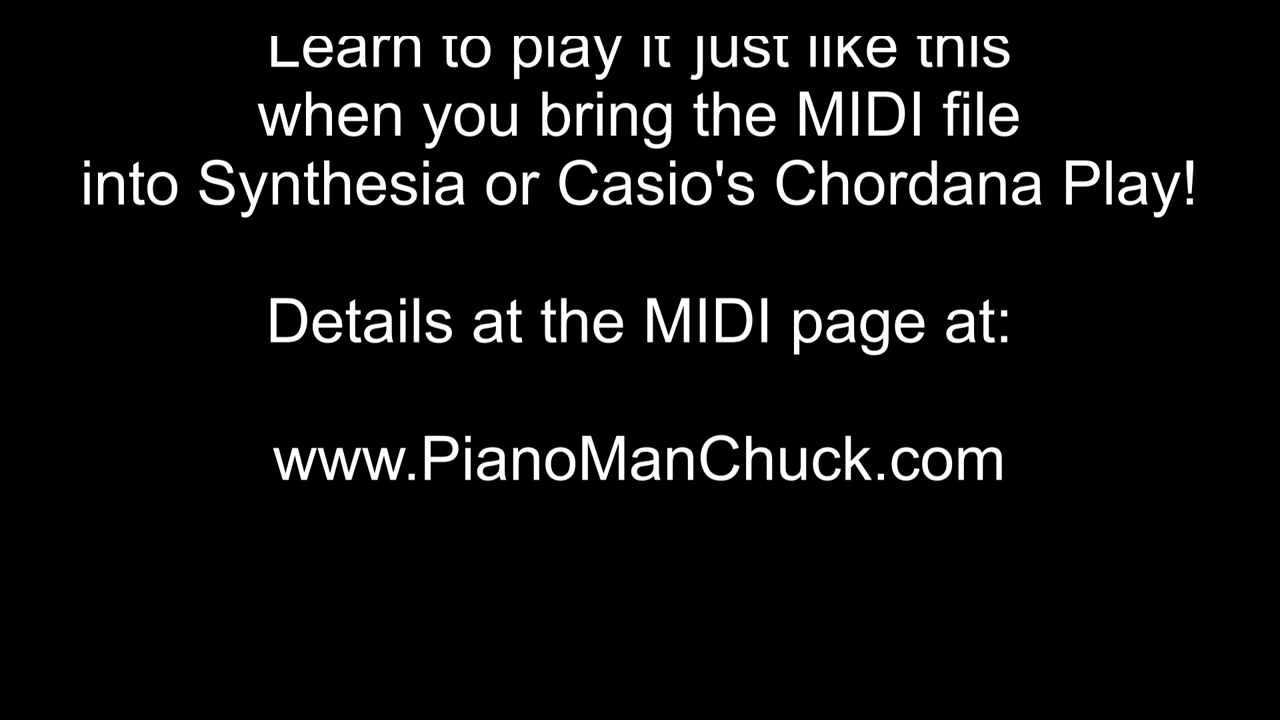 Learn to play it just like this
when you bring the MIDI file
into Synthesia or Casio's Chordana Play!
Details at the MIDI page at:
www.PianoManChuck.com